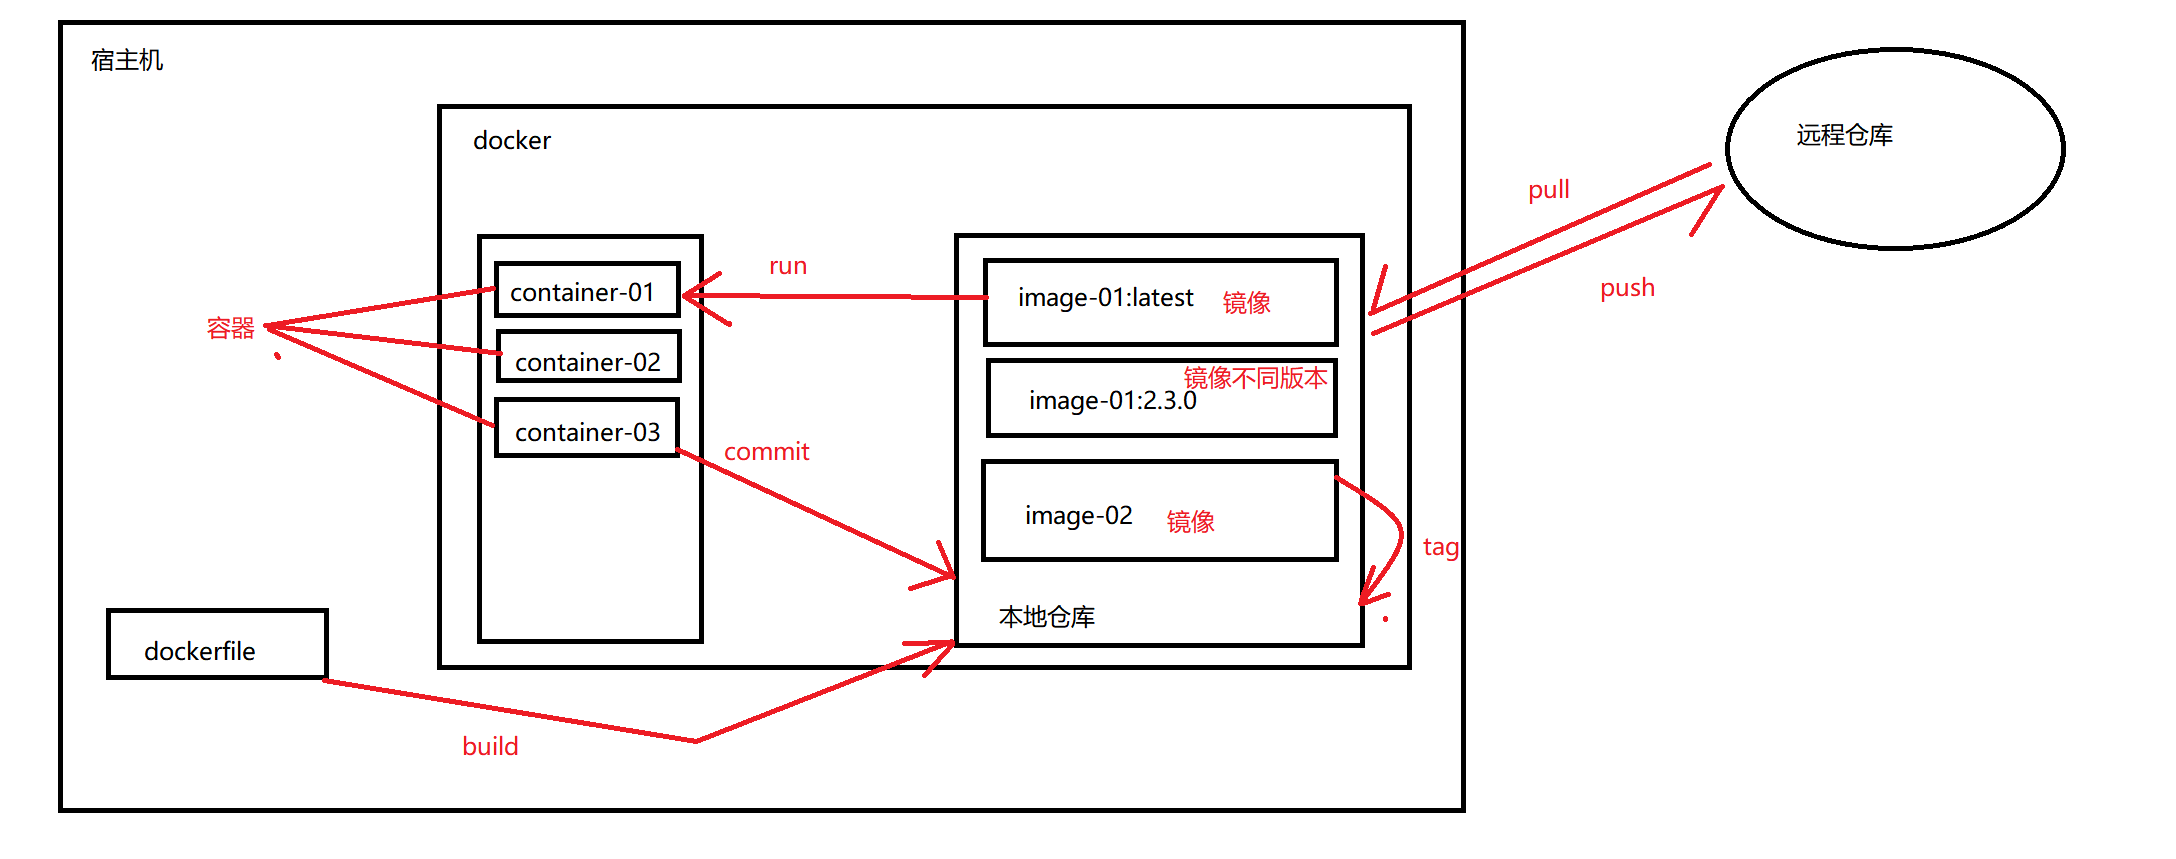 宿主机
docker
远程仓库
pull
push
run
container-01
container-02
container-03
容器
image-01:latest
镜像
镜像不同版本
image-01:2.3.0
image-02
镜像
commit
tag
本地仓库
dockerfile
build